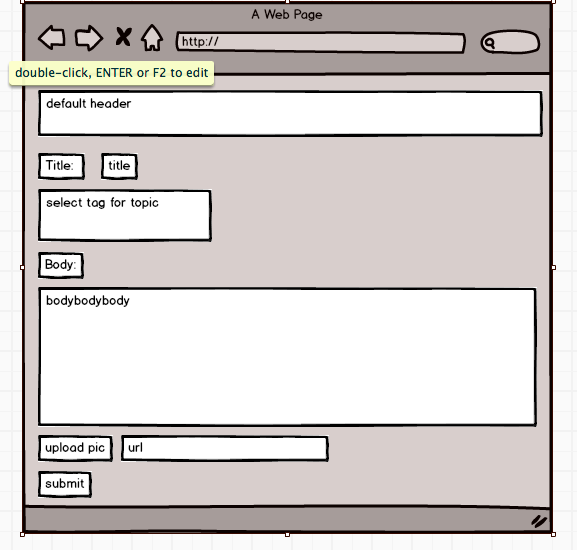 A Web Page
http://
double-click, ENTER or F2 to edit
default header
Title: title
select tag for topic
Body:
bodybodybody
upload pic url
submit